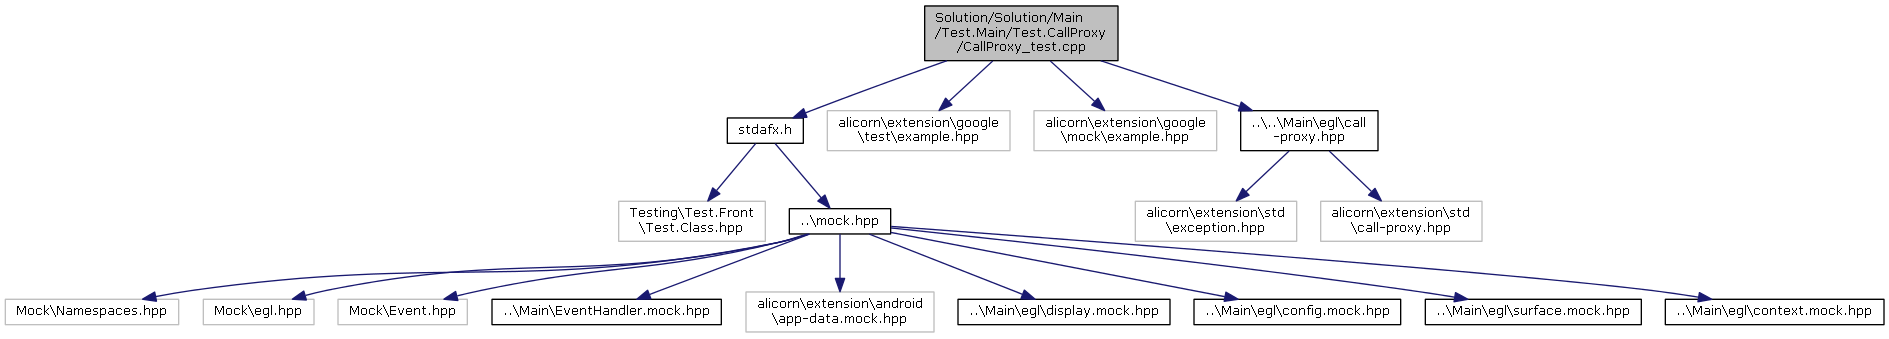 Solution/Solution/Main
/Test.Main/Test.CallProxy
/CallProxy_test.cpp
stdafx.h
alicorn\extension\google
\test\example.hpp
alicorn\extension\google
\mock\example.hpp
..\..\Main\egl\call
-proxy.hpp
Testing\Test.Front
\Test.Class.hpp
..\mock.hpp
alicorn\extension\std
\exception.hpp
alicorn\extension\std
\call-proxy.hpp
Mock\Namespaces.hpp
Mock\egl.hpp
Mock\Event.hpp
..\Main\EventHandler.mock.hpp
alicorn\extension\android
\app-data.mock.hpp
..\Main\egl\display.mock.hpp
..\Main\egl\config.mock.hpp
..\Main\egl\surface.mock.hpp
..\Main\egl\context.mock.hpp